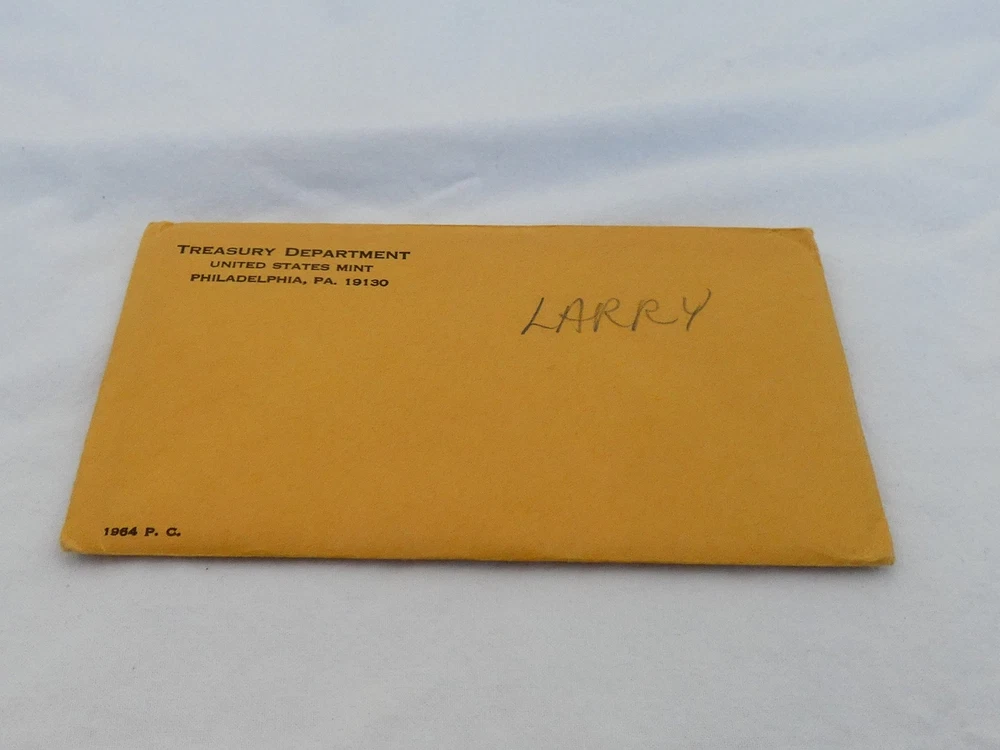 TREASURY DEPARTMENT
UNITED STATES MINT
PHILADELPHIA, PA. 19130
LARRY
1964 P. C.